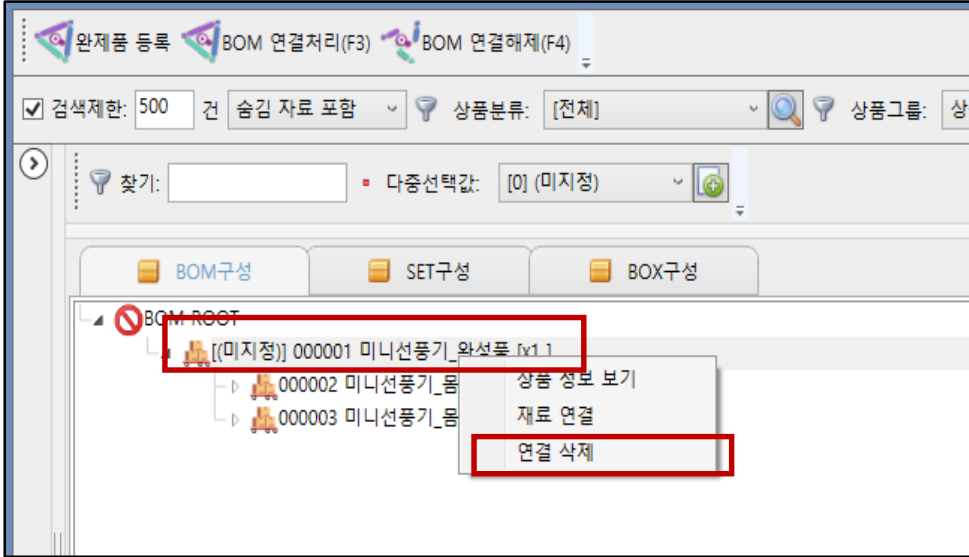 완제품 등록 BOM 연결처리(F3) BOM 연결해제(F4)
검색제한: 500 건 숨김 자료 포함 상품분류: [전체] 상품그룹: 상
찾기: 다중선택값: [0] (미지정)
BOM구성 SET구성 BOX구성
BOM ROOT
[(미지정)] 000001 미니선풍기_완성품 [x1 ]
000002 미니선풍기_몸
000003 미니선풍기_몸
상품 정보 보기
재료 연결
연결 삭제